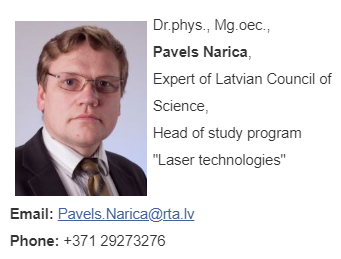 Dr.phys., Mg.oec.,
Pavels Narica,
Expert of Latvian Council of
Science,
Head of study program
"Laser technologies"
Email: Pavels.Narica@rta.lv
Phone: +371 29273276